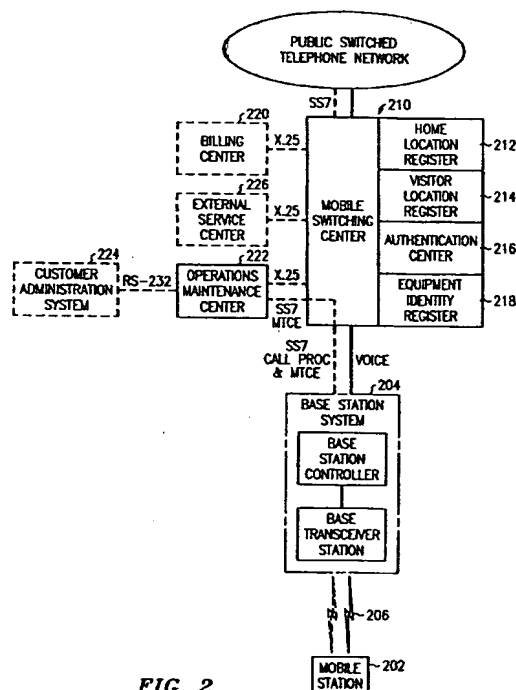 PUBLIC SWITCHED
TELEPHONE NETWORK
SS7
210
220
BILLING
CENTER
X.25
HOME
LOCATION
REGISTER
212
226
EXTERNAL
SERVICE
CENTER
X.25
MOBILE
SWITCHING
CENTER
VISITOR
LOCATION
REGISTER
214
AUTHENTICATION
CENTER
216
224
CUSTOMER
ADMINISTRATION
SYSTEM
RS-232
222
OPERATIONS
MAINTENANCE
CENTER
X.25
SS7
MTCE
EQUIPMENT
IDENTITY
REGISTER
218
SS7
CALL PROC
& MTCE
VOICE
204
BASE STATION
SYSTEM
BASE
STATION
CONTROLLER
BASE
TRANSCEIVER
STATION
206
MOBILE
STATION
202
FIG. 2